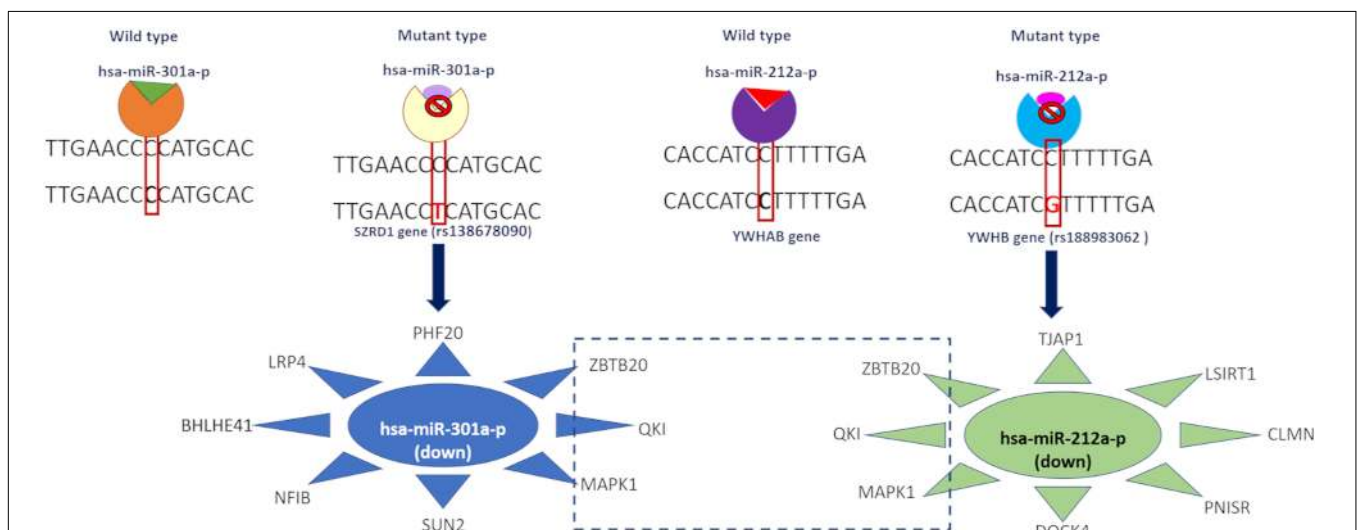 Wild type
Mutant type
Wild type
Mutant type
hsa-miR-301a-p
hsa-miR-301a-p
hsa-miR-212a-p
hsa-miR-212a-p
TTGAACCCCATGCAC
TTGAACCCCATGCAC
CACCATCCTTTTTGA
CACCATCCTTTTTGA
TTGAACCCCATGCAC
TTGAACCTCATGCAC
CACCATCCTTTTTGA
CACCATCGTTTTTGA
SZRD1 gene (rs138678090)
YWHAB gene
YWHB gene (rs188983062 )
PHF20
TJAP1
LRP4
ZBTB20
ZBTB20
LSIRT1
BHLHE41
hsa-miR-301a-p
(down)
QKI
QKI
hsa-miR-212a-p
(down)
CLMN
NFIB
MAPK1
MAPK1
PNISR
SUN2
DOCK4